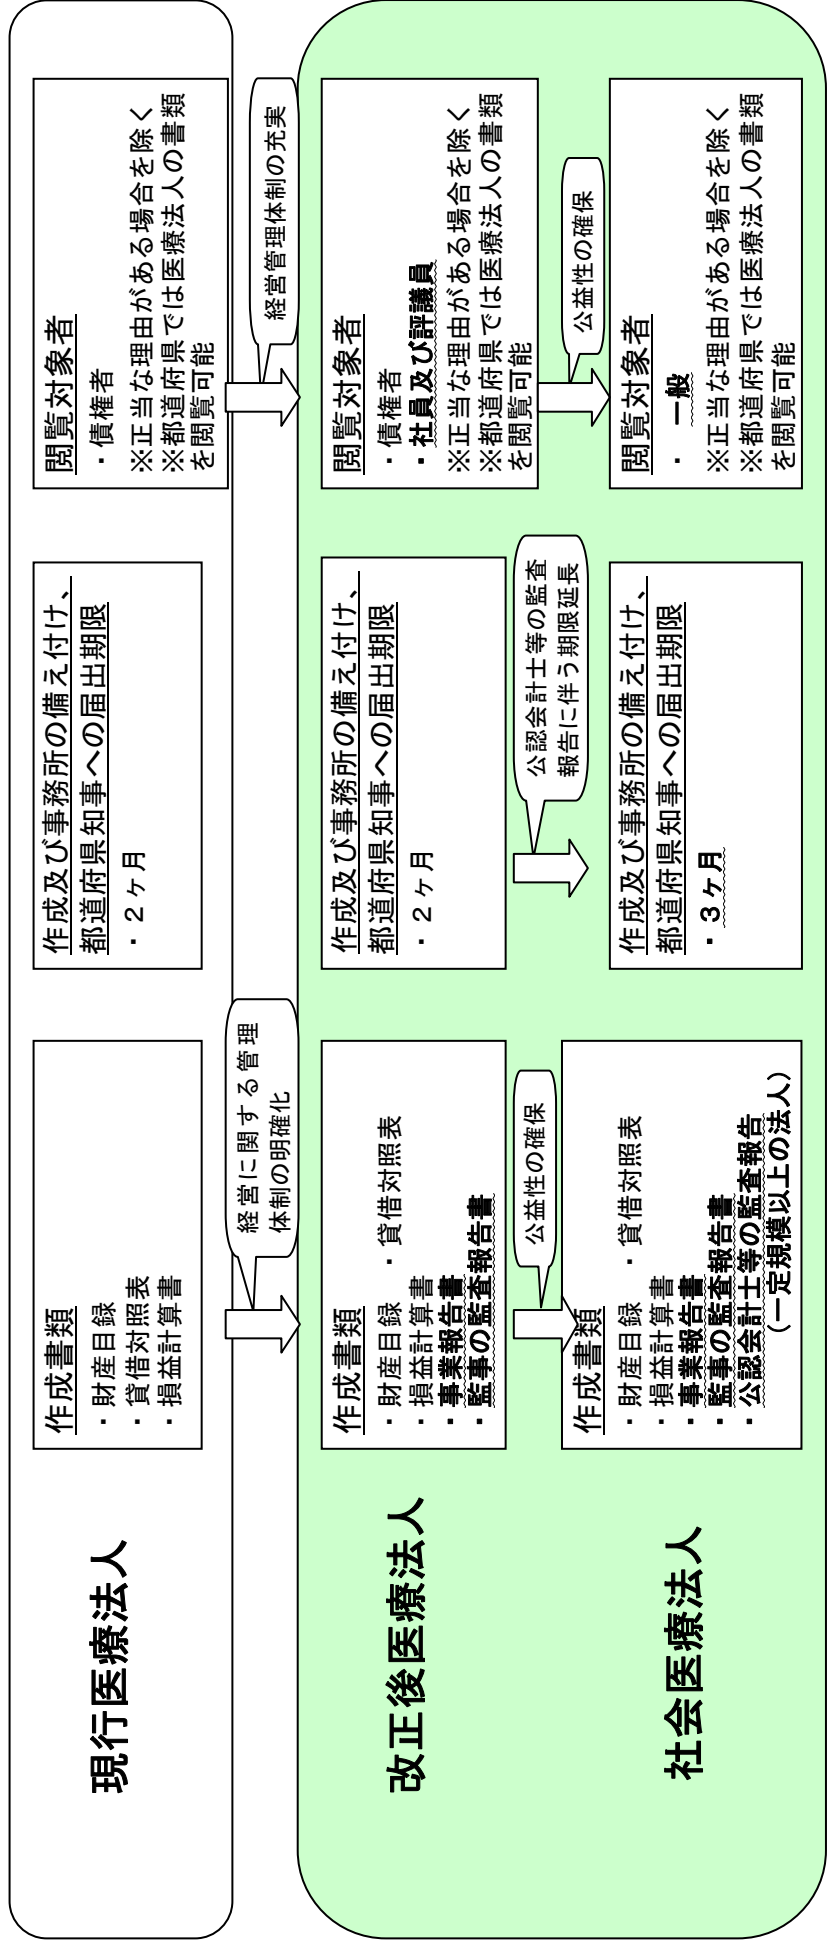 現行医療法人
作成書類
・財産目録
・貸借対照表
・損益計算書
作成及び事務所の備え付け、
都道府県知事への届出期限
・２ヶ月
閲覧対象者
・債権者
※正当な理由がある場合を除く
※都道府県では医療法人の書類
を閲覧可能
経営に関する管理
体制の明確化
経営管理体制の充実
改正後医療法人
作成書類
・財産目録　・貸借対照表
・損益計算書
・事業報告書
・監事の監査報告書
作成及び事務所の備え付け、
都道府県知事への届出期限
・２ヶ月
閲覧対象者
・債権者
・社員及び評議員
※正当な理由がある場合を除く
※都道府県では医療法人の書類
を閲覧可能
公益性の確保
公認会計士等の監査
報告に伴う期限延長
公益性の確保
社会医療法人
作成書類
・財産目録　・貸借対照表
・損益計算書
・事業報告書
・監事の監査報告書
・公認会計士等の監査報告
（一定規模以上の法人）
作成及び事務所の備え付け、
都道府県知事への届出期限
・３ヶ月
閲覧対象者
・一般
※正当な理由がある場合を除く
※都道府県では医療法人の書類
を閲覧可能